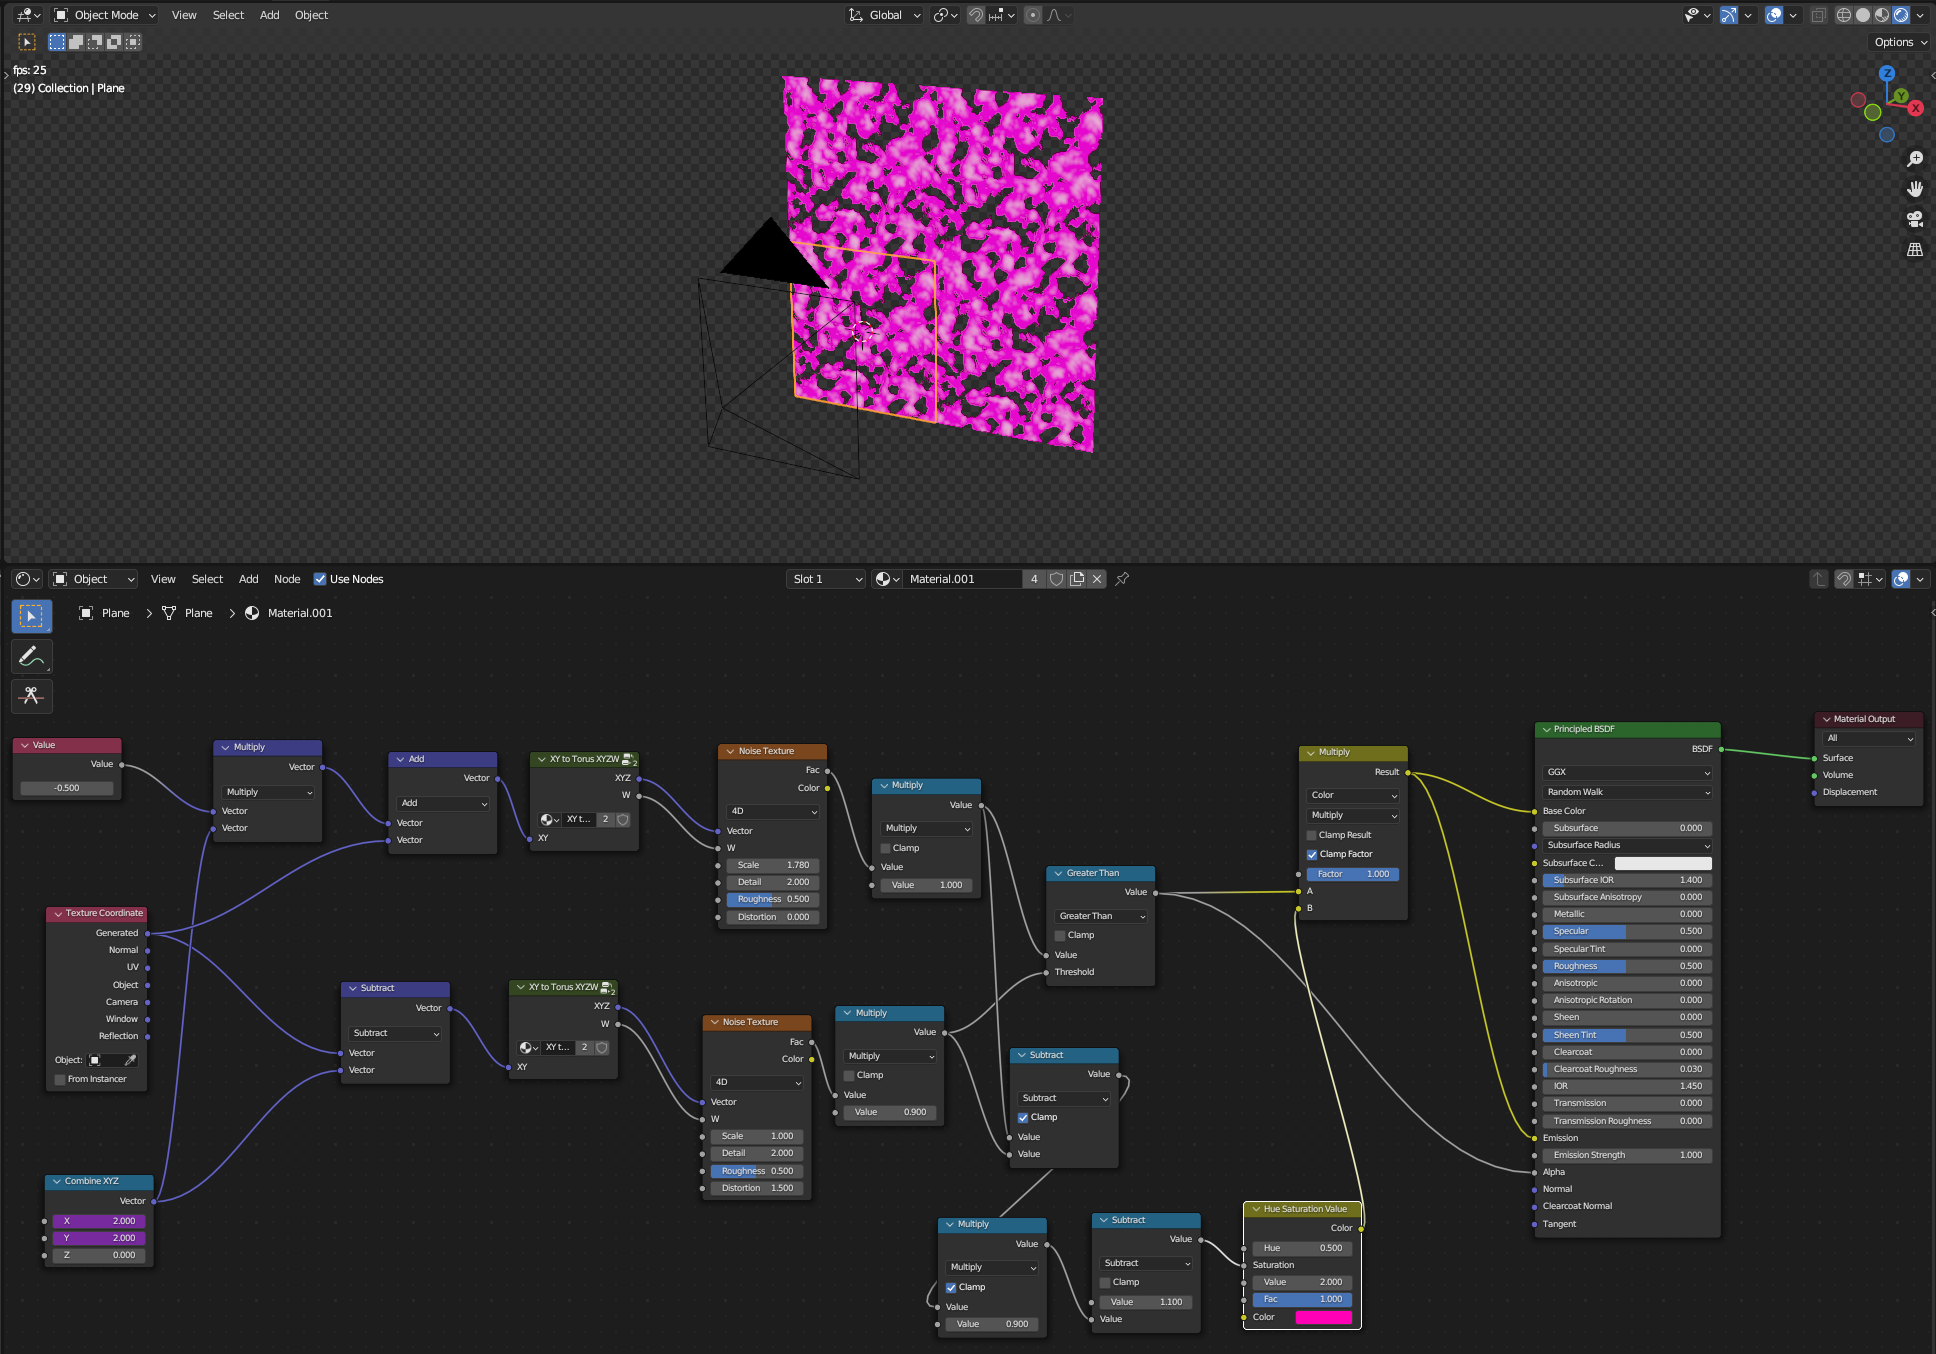 Object Mode View Select Add Object Global
Options
fps: 25
(29) Collection | Plane
Z
Y
X
Object View Select Add Node Use Nodes Slot 1 Material.001 4
Plane > Plane > Material.001
Value
Value
-0.500
Multiply
Vector
Multiply
Vector
Vector
Add
Vector
Add
Vector
Vector
XY to Torus XYZW 2
XYZ
W
XY t... 2
XY
Noise Texture
Fac
Color
4D
Vector
W
Scale 1.780
Detail 2.000
Roughness 0.500
Distortion 0.000
Multiply
Value
Multiply
Clamp
Value
Value 1.000
Greater Than
Value
Greater Than
Clamp
Value
Threshold
Multiply
Result
Color
Multiply
Clamp Result
Clamp Factor
Factor 1.000
A
B
Principled BSDF
BSDF
GGX
Random Walk
Base Color
Subsurface 0.000
Subsurface Radius
Subsurface C...
Subsurface IOR 1.400
Subsurface Anisotropy 0.000
Metallic 0.000
Specular 0.500
Specular Tint 0.000
Roughness 0.500
Anisotropic 0.000
Anisotropic Rotation 0.000
Sheen 0.000
Sheen Tint 0.500
Clearcoat 0.000
Clearcoat Roughness 0.030
IOR 1.450
Transmission 0.000
Transmission Roughness 0.000
Emission
Emission Strength 1.000
Alpha
Normal
Clearcoat Normal
Tangent
Material Output
All
Surface
Volume
Displacement
Texture Coordinate
Generated
Normal
UV
Object
Camera
Window
Reflection
Object:
From Instancer
Subtract
Vector
Subtract
Vector
Vector
XY to Torus XYZW 2
XYZ
W
XY t... 2
XY
Noise Texture
Fac
Color
4D
Vector
W
Scale 1.000
Detail 2.000
Roughness 0.500
Distortion 1.500
Multiply
Value
Multiply
Clamp
Value
Value 0.900
Subtract
Value
Subtract
Clamp
Value
Value
Combine XYZ
Vector
X 2.000
Y 2.000
Z 0.000
Multiply
Value
Multiply
Clamp
Value
Value 0.900
Subtract
Value
Subtract
Clamp
Value 1.100
Value
Hue Saturation Value
Color
Hue 0.500
Saturation
Value 2.000
Fac 1.000
Color